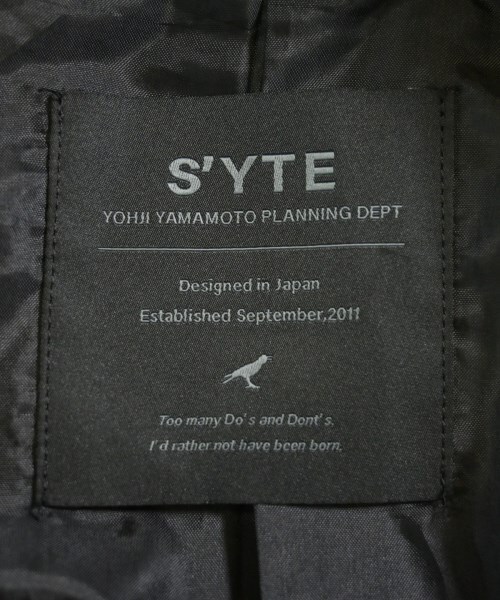 S'YTE
YOHJI YAMAMOTO PLANNING DEPT
Designed in Japan
Established September,2011
Too many Do's and Dont's.
I'd rather not have been born.